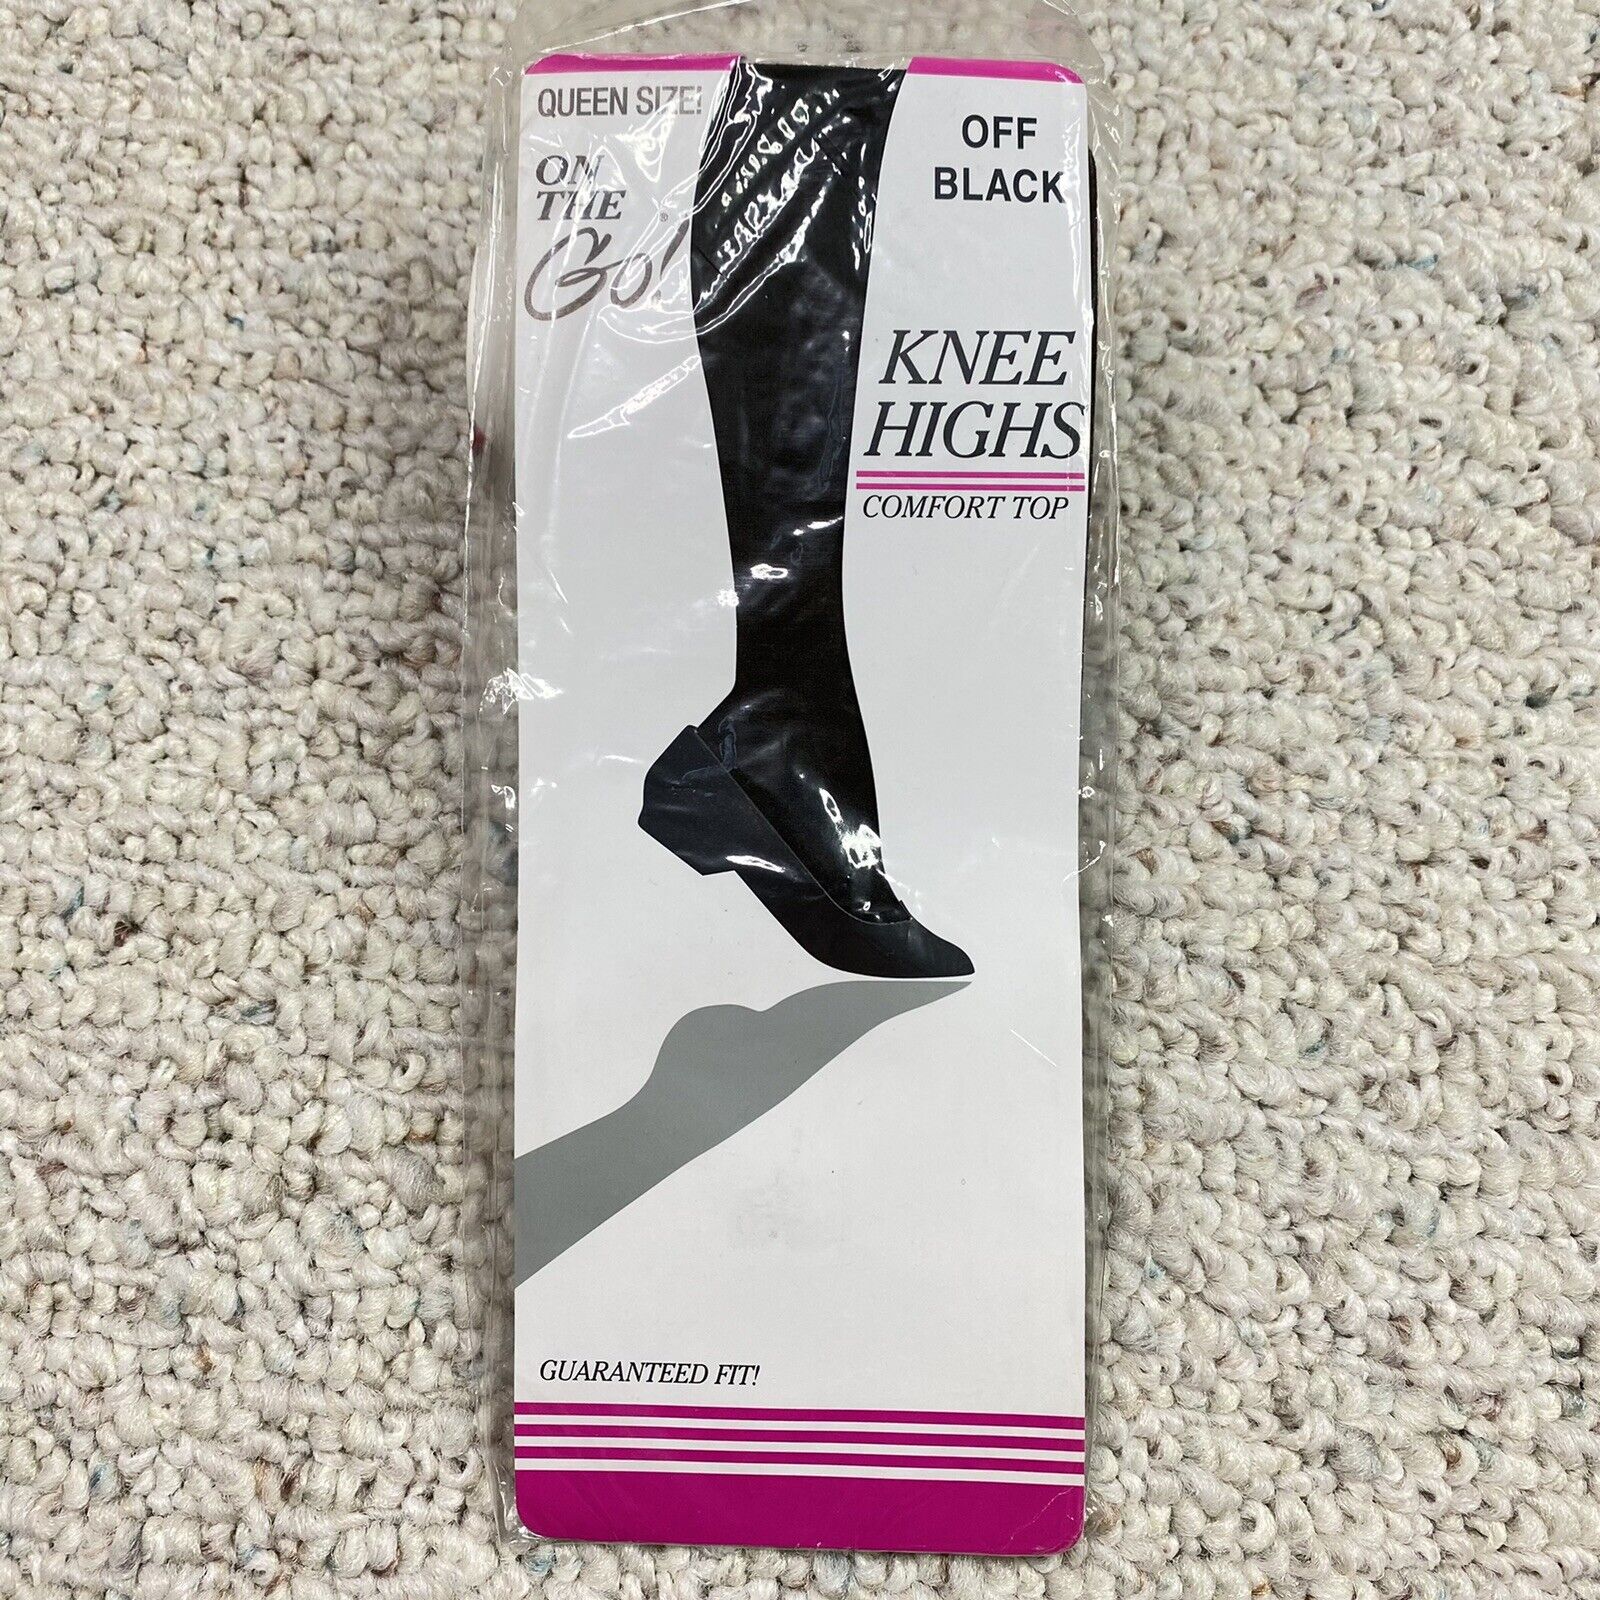 QUEEN SIZE!
ON
THE
Go!®
OFF
BLACK
KNEE
HIGHS
COMFORT TOP
GUARANTEED FIT!